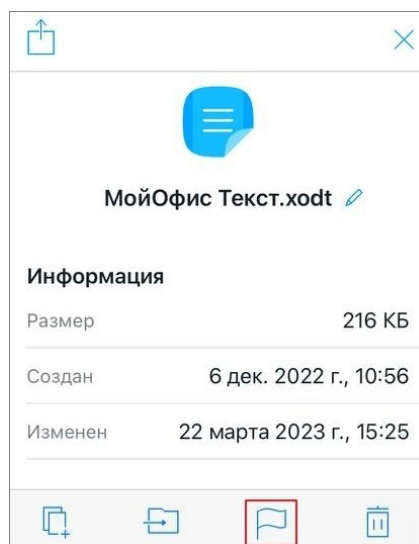 МойОфис Текст.xodt
Информация
Размер 216 КБ
Создан 6 дек. 2022 г., 10:56
Изменен 22 марта 2023 г., 15:25